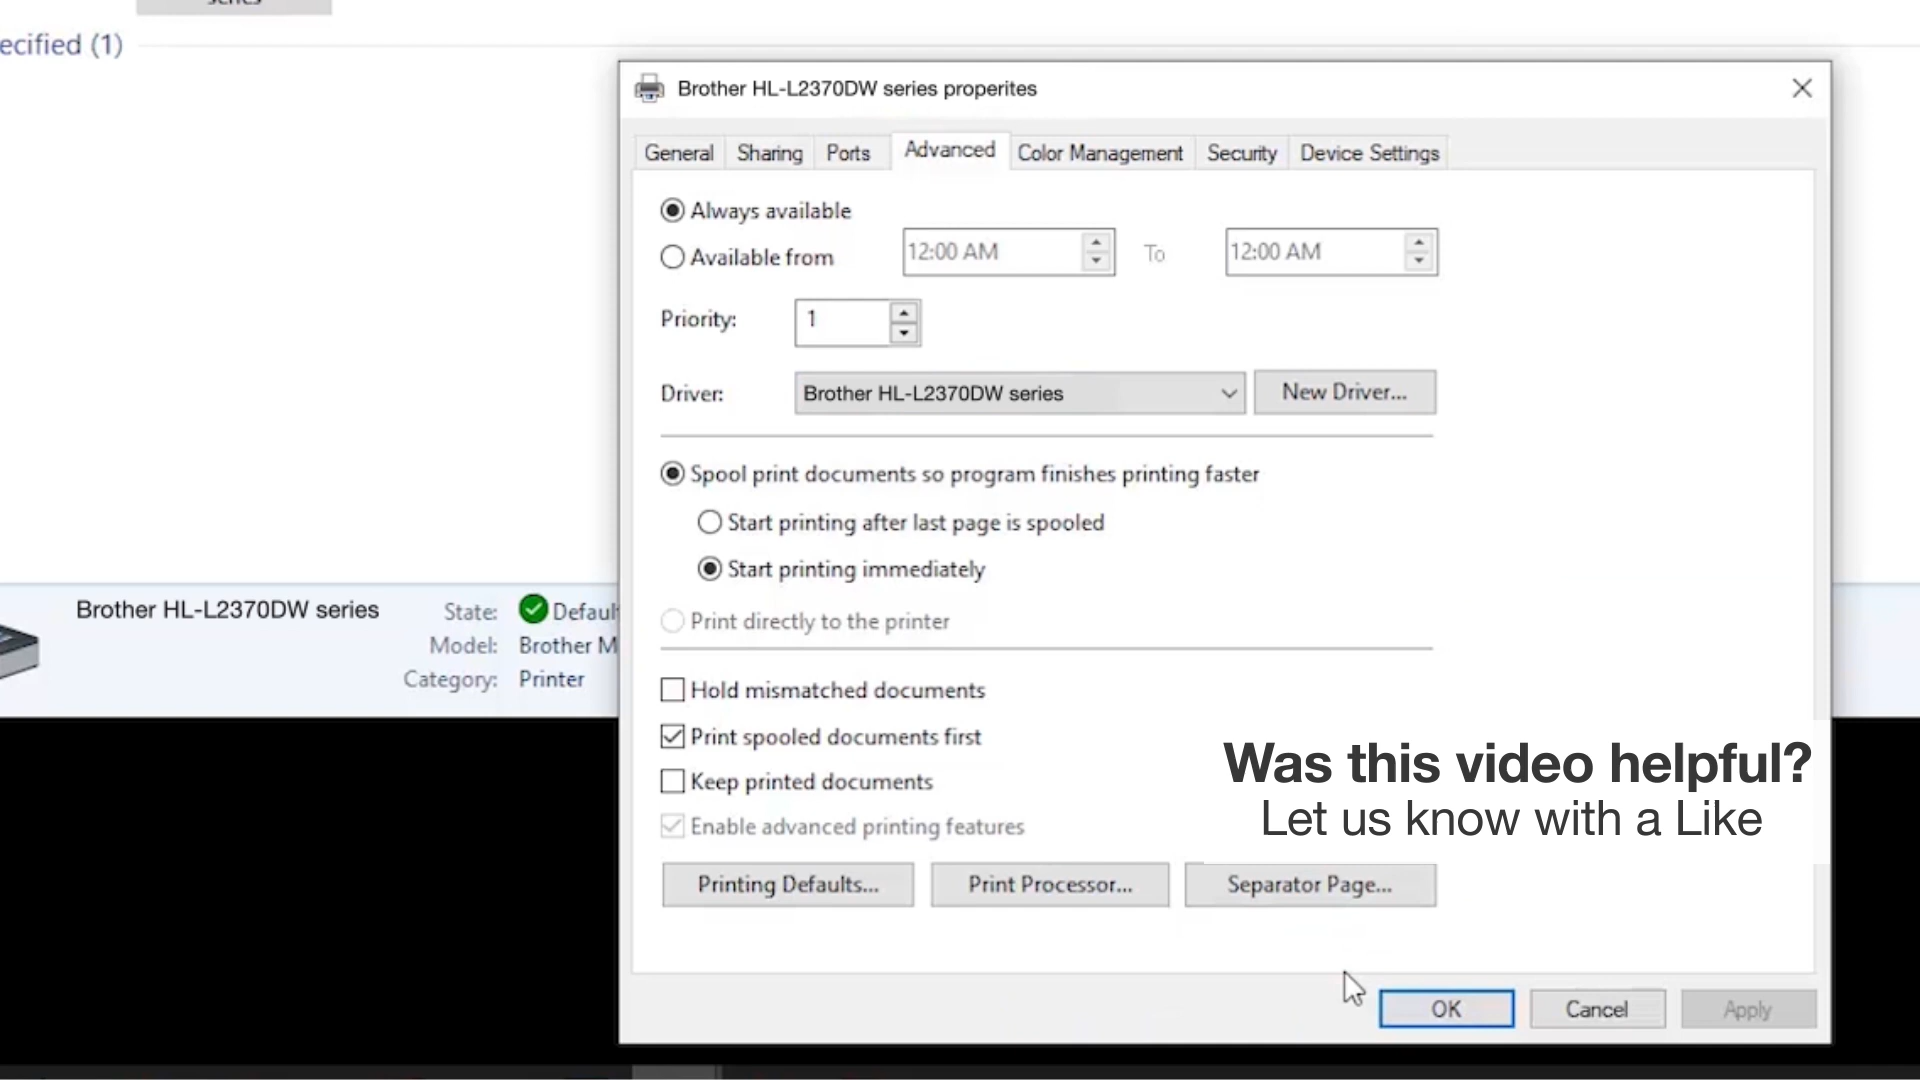 ecified (1)
Brother HL-L2370DW series properites
General Sharing Ports Advanced Color Management Security Device Settings
Always available
Available from 12:00 AM To 12:00 AM
Priority: 1
Driver: Brother HL-L2370DW series New Driver...
Spool print documents so program finishes printing faster
Start printing after last page is spooled
Start printing immediately
Print directly to the printer
Hold mismatched documents
Print spooled documents first
Keep printed documents
Enable advanced printing features
Printing Defaults... Print Processor... Separator Page...
OK Cancel Apply
Brother HL-L2370DW series
State: Defaul
Model: Brother M
Category: Printer
Was this video helpful?
Let us know with a Like